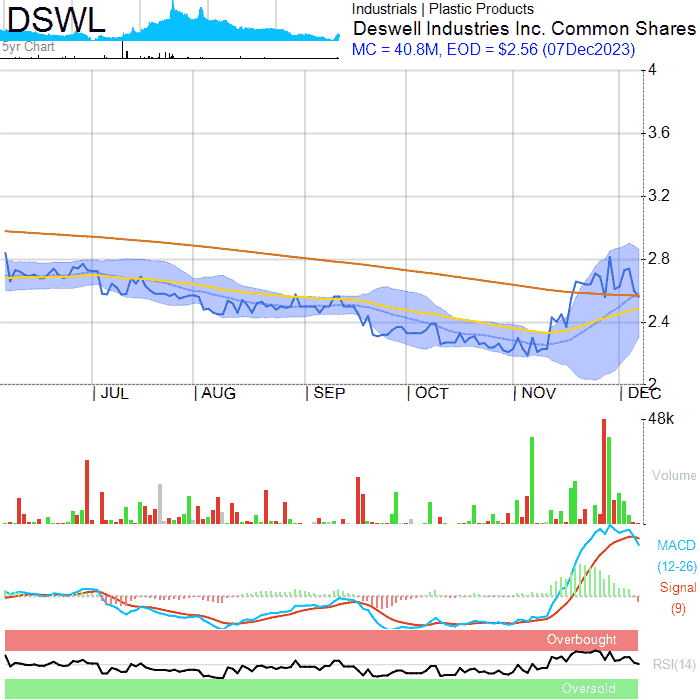 DSWL
5yr Chart
Industrials | Plastic Products
Deswell Industries Inc. Common Shares
MC = 40.8M, EOD = $2.56 (07Dec2023)
4
3.6
3.2
2.8
2.4
2
JUL AUG SEP OCT NOV DEC
48k
Volume
MACD
(12-26)
Signal
(9)
Overbought
RSI(14)
Oversold